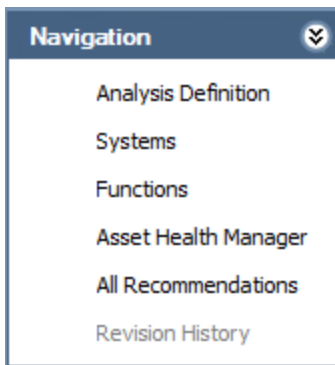 Navigation
Analysis Definition
Systems
Functions
Asset Health Manager
All Recommendations
Revision History